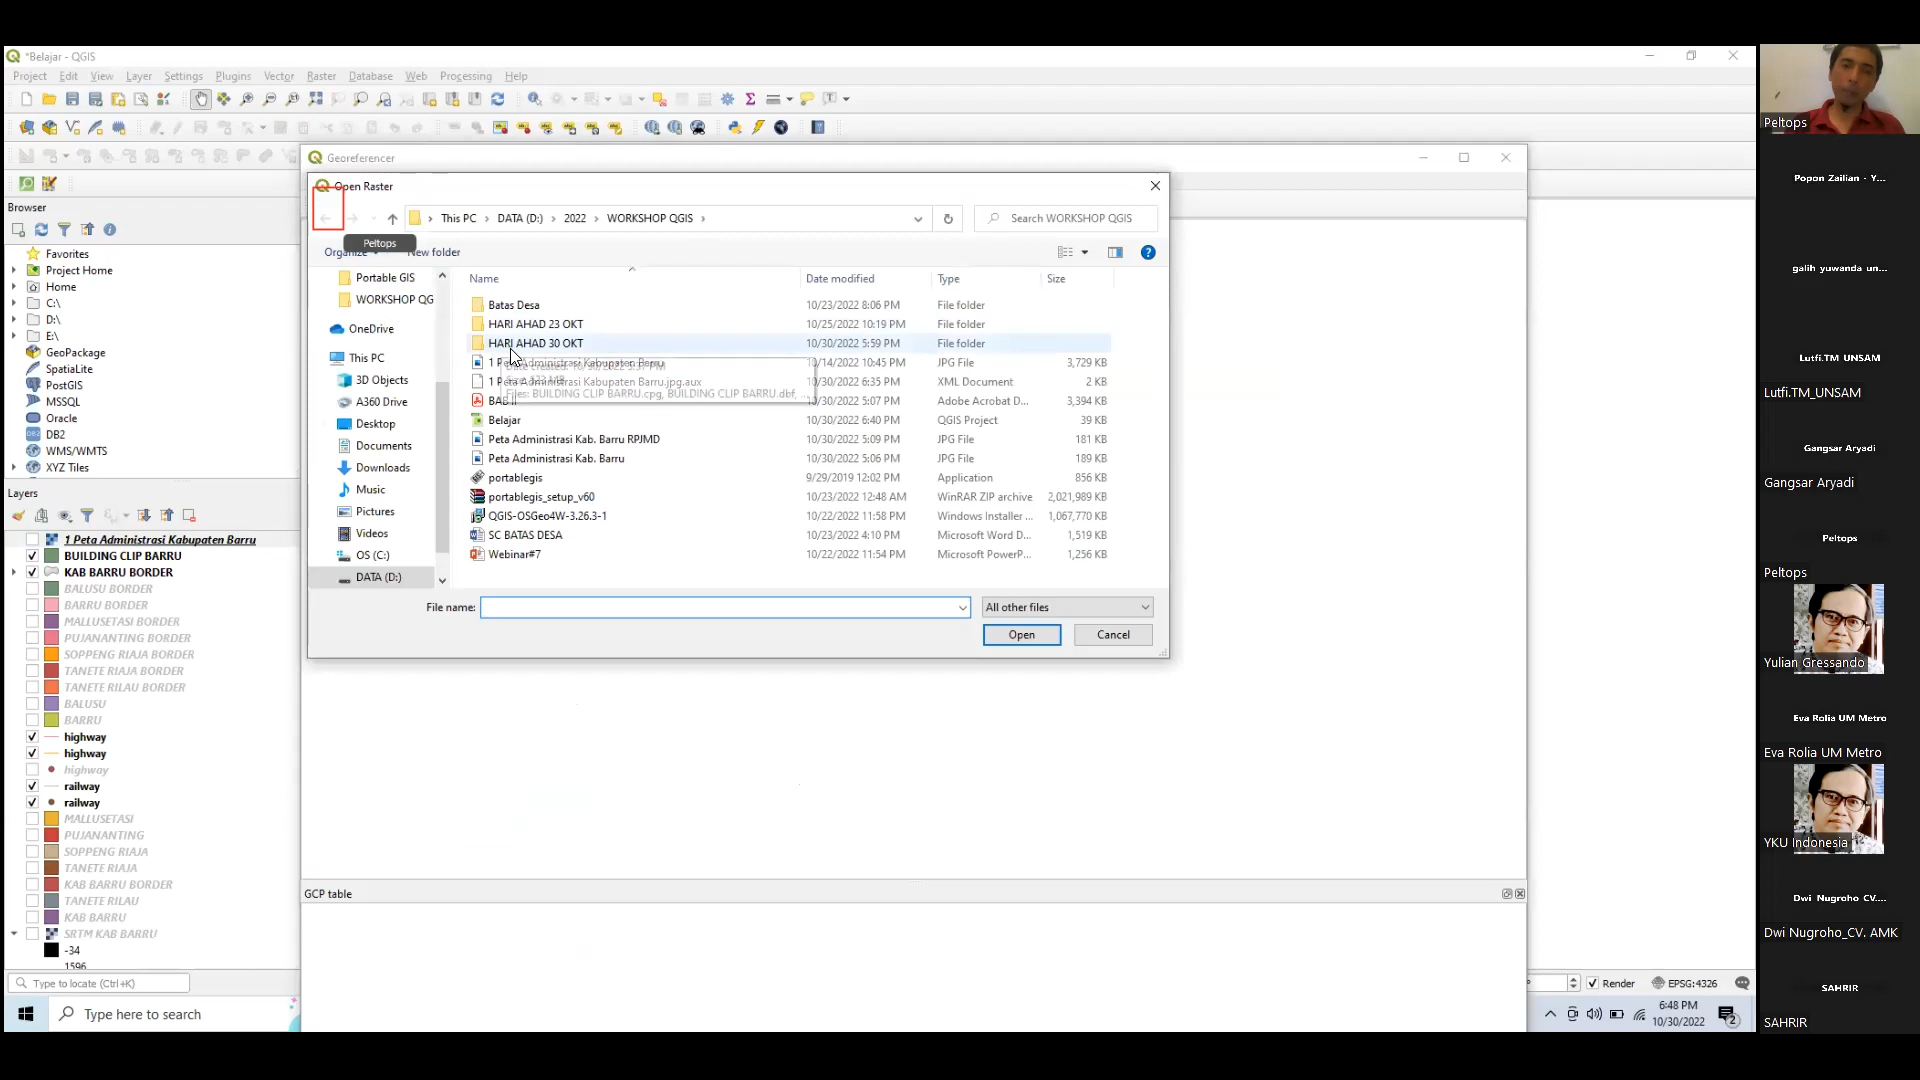 *Belajar - QGIS
Project Edit View Layer Settings Plugins Vector Raster Database Web Processing Help
Georeferencer
Open Raster
This PC > DATA (D:) > 2022 > WORKSHOP QGIS >
Search WORKSHOP QGIS
Peltops
Organize New folder
Name Date modified Type Size
Batas Desa 10/23/2022 8:06 PM File folder
HARI AHAD 23 OKT 10/25/2022 10:19 PM File folder
HARI AHAD 30 OKT 10/30/2022 5:59 PM File folder
1 Peta Administrasi Kabupaten Barru 10/14/2022 10:45 PM JPG File 3,729 KB
1 Peta Administrasi Kabupaten Barru.jpg.aux 10/30/2022 6:35 PM XML Document 2 KB
Files: BUILDING CLIP BARRU.cpg, BUILDING CLIP BARRU.dbf, ...
BAB II 10/30/2022 5:07 PM Adobe Acrobat D... 3,394 KB
Belajar 10/30/2022 6:40 PM QGIS Project 39 KB
Peta Administrasi Kab. Barru RPJMD 10/30/2022 5:09 PM JPG File 181 KB
Peta Administrasi Kab. Barru 10/30/2022 5:06 PM JPG File 189 KB
portablegis 9/29/2019 12:02 PM Application 856 KB
portablegis_setup_v60 10/23/2022 12:48 AM WinRAR ZIP archive 2,021,989 KB
QGIS-OSGeo4W-3.26.3-1 10/22/2022 11:58 PM Windows Installer ... 1,067,770 KB
SC BATAS DESA 10/23/2022 4:10 PM Microsoft Word D... 1,519 KB
Webinar#7 10/22/2022 11:54 PM Microsoft PowerP... 1,256 KB
Portable GIS
WORKSHOP QG
OneDrive
This PC
3D Objects
A360 Drive
Desktop
Documents
Downloads
Music
Pictures
Videos
OS (C:)
DATA (D:)
File name:
All other files
Open Cancel
GCP table
Browser
Favorites
Project Home
Home
C:\
D:\
E:\
GeoPackage
SpatiaLite
PostGIS
MSSQL
Oracle
DB2
WMS/WMTS
XYZ Tiles
Layers
1 Peta Administrasi Kabupaten Barru
BUILDING CLIP BARRU
KAB BARRU BORDER
BALUSU BORDER
BARRU BORDER
MALLUSETASI BORDER
PUJANANTING BORDER
SOPPENG RIAJA BORDER
TANETE RIAJA BORDER
TANETE RILAU BORDER
BALUSU
BARRU
highway
highway
highway
railway
railway
MALLUSETASI
PUJANANTING
SOPPENG RIAJA
TANETE RIAJA
KAB BARRU BORDER
TANETE RILAU
KAB BARRU
SRTM KAB BARRU
-34
1596
Type to locate (Ctrl+K)
Render EPSG:4326
Type here to search
6:48 PM
10/30/2022
2
Peltops
Popon Zailian - Y...
galih yuwanda un...
Lutfi.TM UNSAM
Lutfi.TM_UNSAM
Gangsar Aryadi
Gangsar Aryadi
Peltops
Peltops
Yulian Gressando
Eva Rolia UM Metro
Eva Rolia UM Metro
YKU Indonesia
Dwi Nugroho CV....
Dwi Nugroho_CV. AMK
SAHRIR
SAHRIR